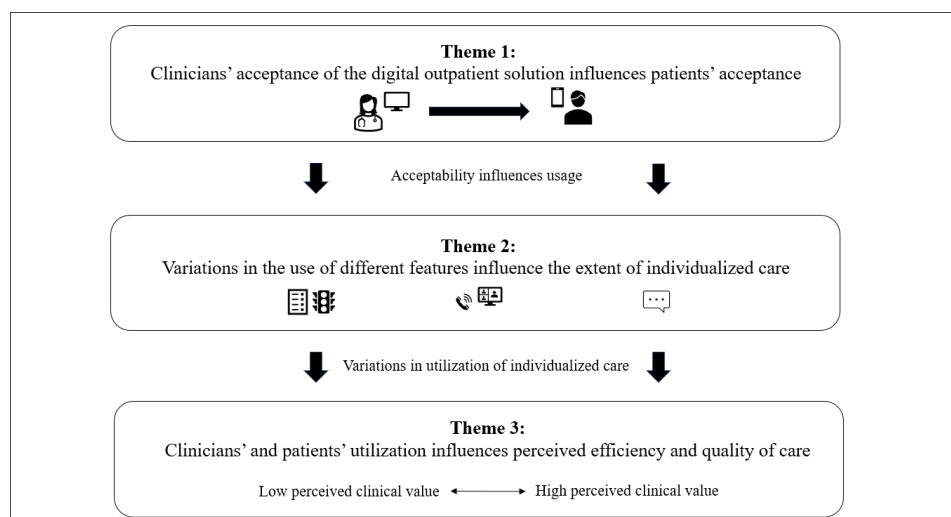 Theme 1:
Clinicians' acceptance of the digital outpatient solution influences patients' acceptance
Acceptability influences usage
Theme 2:
Variations in the use of different features influence the extent of individualized care
Variations in utilization of individualized care
Theme 3:
Clinicians' and patients' utilization influences perceived efficiency and quality of care
Low perceived clinical value High perceived clinical value